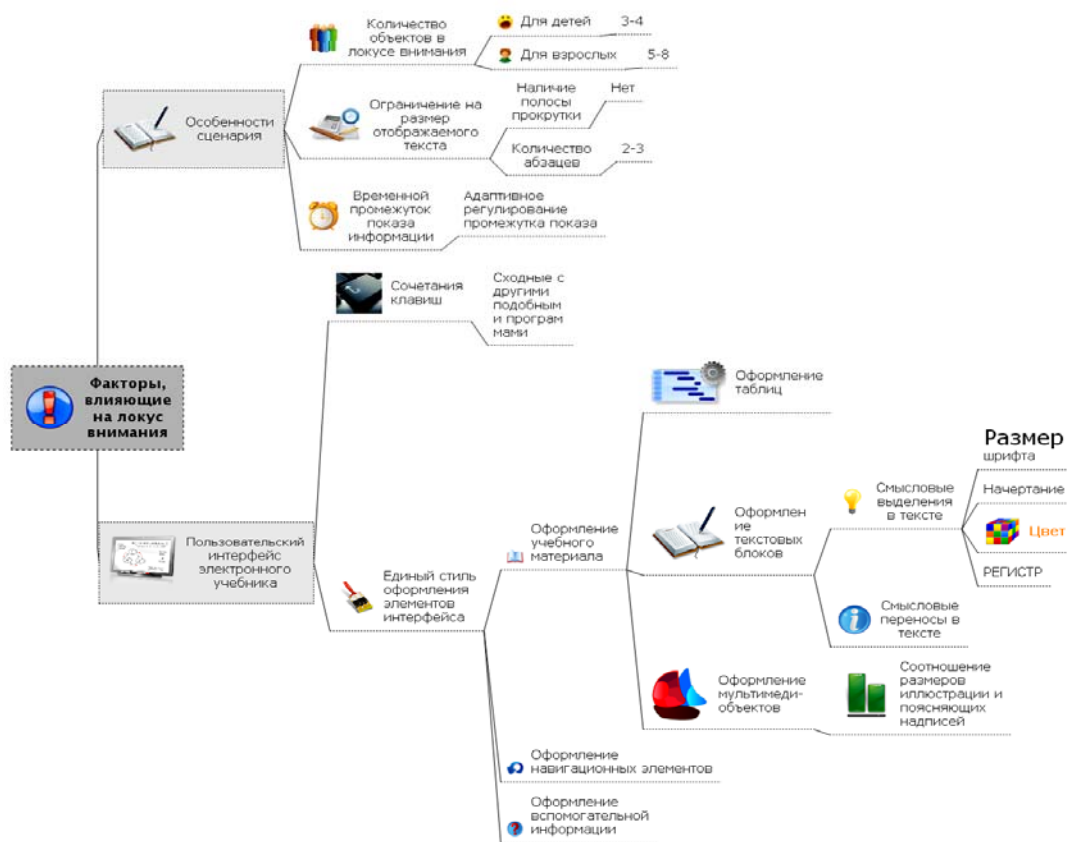 Количество
объектов в
локусе внимания
Для детей
3-4
Для взрослых
5-8
Особенности
сценария
Ограничение на
размер
отображаемого
текста
Наличие
полосы
прокрутки
Нет
Количество
абзацев
2-3
Временной
промежуток
показа
информации
Адаптивное
регулирование
промежутка показа
Факторы,
влияющие
на локус
внимания
Пользовательский
интерфейс
электронного
учебника
Сочетания
клавиш
Сходные с
другими
подобным
и програм
мами
Единый стиль
оформления
элементов
интерфейса
Оформление
учебного
материала
Оформление
таблиц
Оформлен
ие
текстовых
блоков
Смысловые
выделения
в тексте
Размер
шрифта
Начертание
Цвет
РЕГИСТР
Смысловые
переносы в
тексте
Оформление
мультимеди-
объектов
Соотношение
размеров
иллюстрации и
поясняющих
надписей
Оформление
навигационных элементов
Оформление
вспомогательной
информации